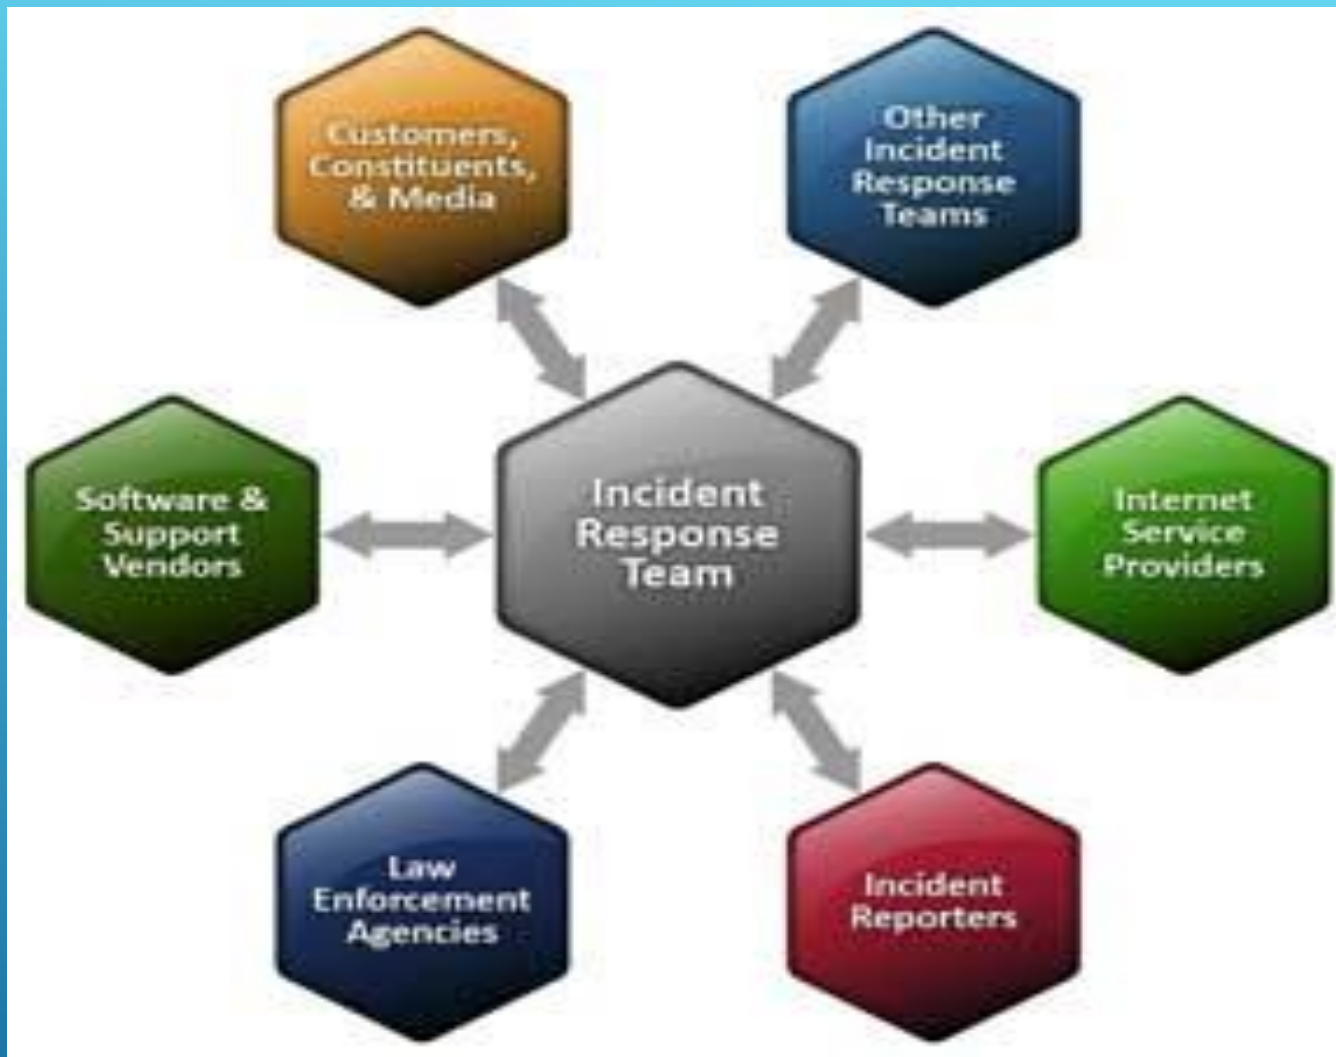 Customers,
Constituents,
& Media
Other
Incident
Response
Teams
Software &
Support
Vendors
Incident
Response
Team
Internet
Service
Providers
Law
Enforcement
Agencies
Incident
Reporters